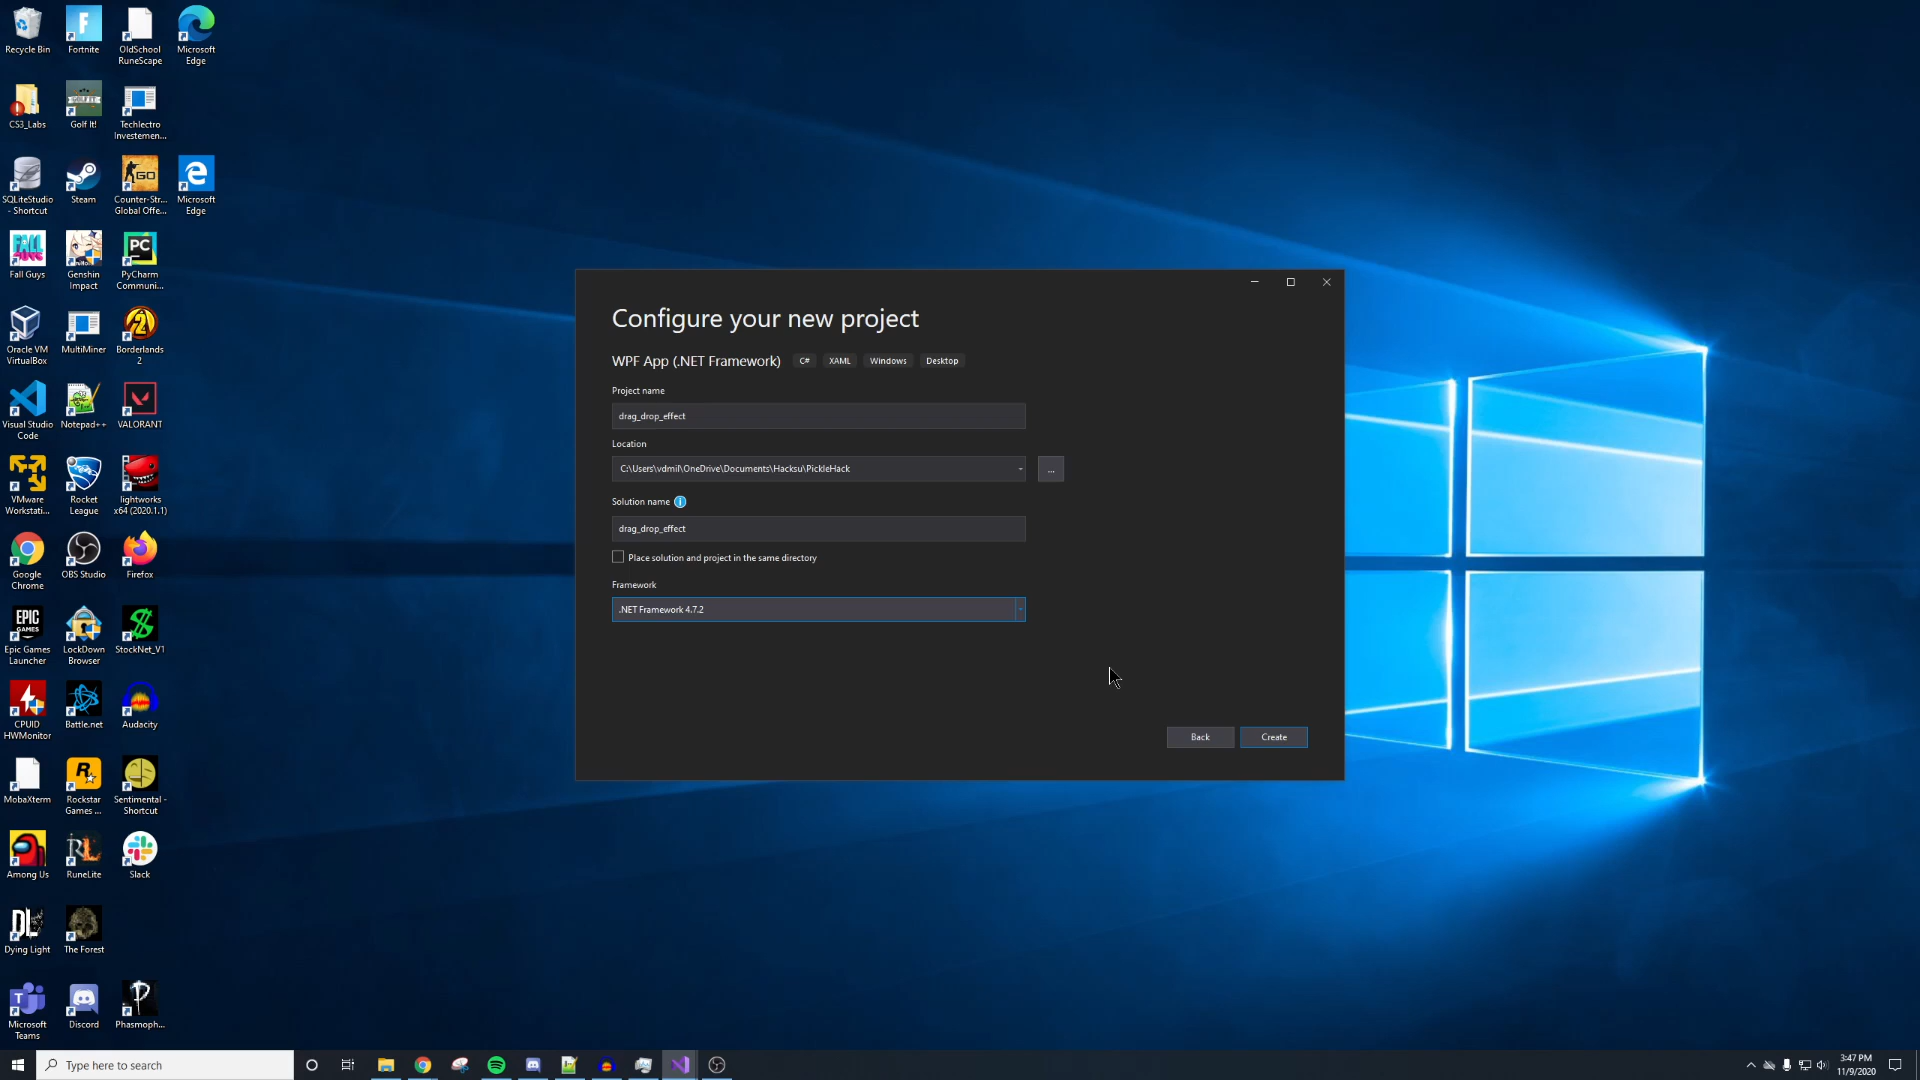 Recycle Bin
Fortnite
OldSchool
RuneScape
Microsoft
Edge
CS3_Labs
Golf It!
Techlectro
Investemen...
SQLiteStudio
- Shortcut
Steam
Counter-Str...
Global Offe...
Microsoft
Edge
Fall Guys
Genshin
Impact
PyCharm
Communi...
Oracle VM
VirtualBox
MultiMiner
Borderlands
2
Visual Studio
Code
Notepad++
VALORANT
VMware
Workstati...
Rocket
League
lightworks
x64 (2020.1.1)
Google
Chrome
OBS Studio
Firefox
Epic Games
Launcher
LockDown
Browser
StockNet_V1
CPUID
HWMonitor
Battle.net
Audacity
MobaXterm
Rockstar
Games ...
Sentimental -
Shortcut
Among Us
RuneLite
Slack
Dying Light
The Forest
Microsoft
Teams
Discord
Phasmoph...
Configure your new project
WPF App (.NET Framework) C# XAML Windows Desktop
Project name
drag_drop_effect
Location
C:\Users\vdmil\OneDrive\Documents\Hacksu\PickleHack
...
Solution name
drag_drop_effect
Place solution and project in the same directory
Framework
.NET Framework 4.7.2
Back
Create
Type here to search
3:47 PM
11/9/2020